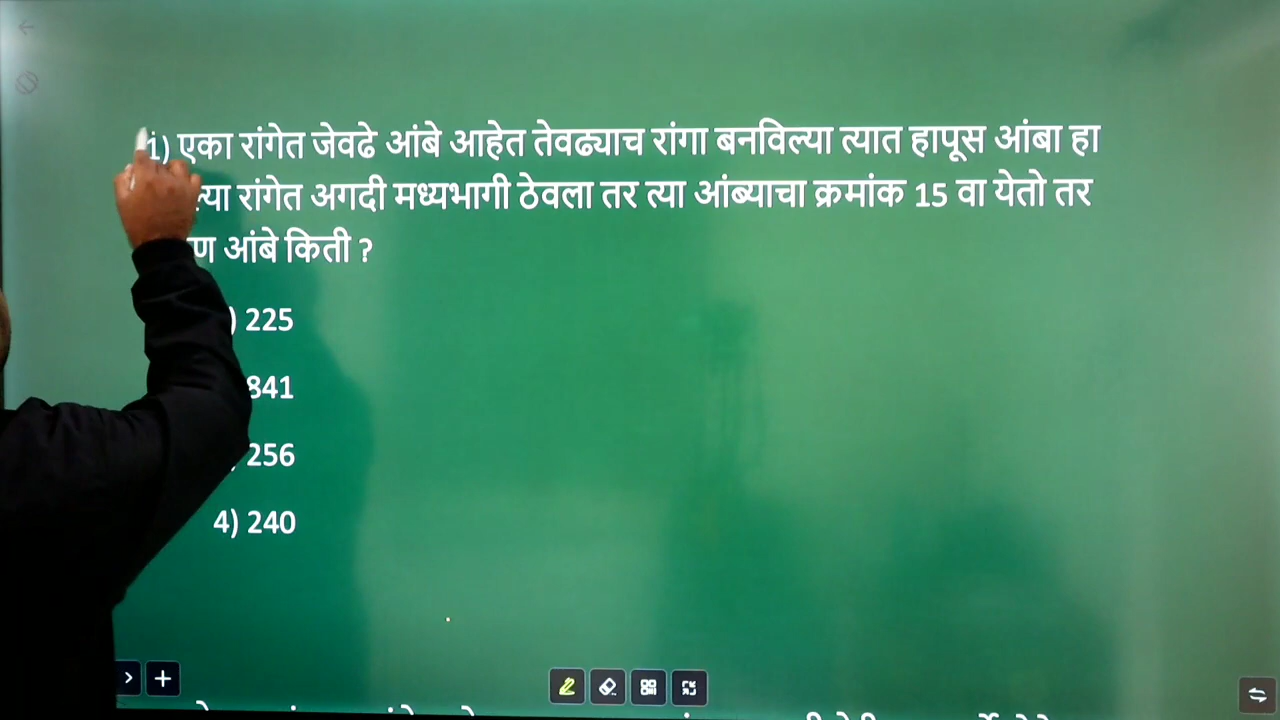 1) एका रांगेत जेवढे आंबे आहेत तेवढ्याच रांगा बनविल्या त्यात हापूस आंबा हा
रांगेत अगदी मध्यभागी ठेवला तर त्या आंब्याचा क्रमांक 15 वा येतो तर
आंबे किती ?
) 225
841
256
4) 240